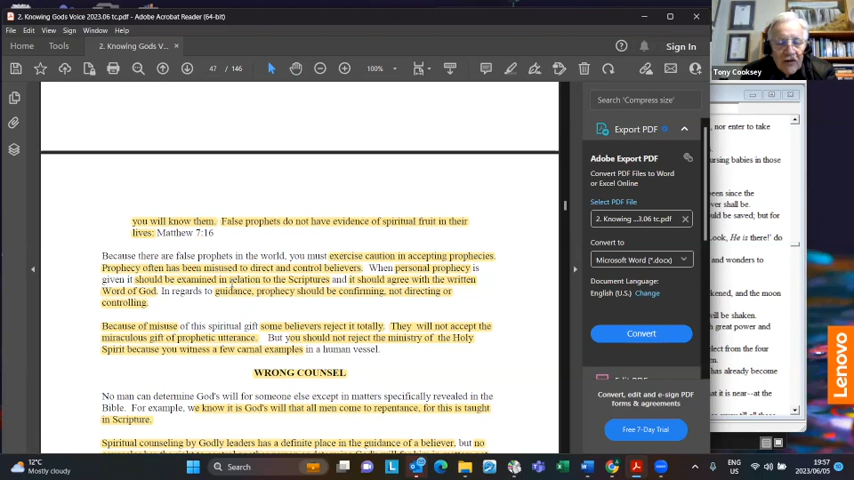 2. Knowing Gods Voice 2023.06 tc.pdf - Adobe Acrobat Reader (64-bit)
File Edit View Sign Window Help
Home Tools 2. Knowing Gods V... × Sign In
47 / 146 100%
Tony Cooksey
Search 'Compress size'
Export PDF
Adobe Export PDF
Convert PDF Files to Word
or Excel Online
Select PDF File
2. Knowing ...3.06 tc.pdf ×
Convert to
Microsoft Word (*.docx)
Document Language:
English (U.S.) Change
Convert
Convert, edit and e-sign PDF
forms & agreements
Free 7-Day Trial
you will know them. False prophets do not have evidence of spiritual fruit in their
lives: Matthew 7:16
Because there are false prophets in the world, you must exercise caution in accepting prophecies.
Prophecy often has been misused to direct and control believers. When personal prophecy is
given it should be examined in relation to the Scriptures and it should agree with the written
Word of God. In regards to guidance, prophecy should be confirming, not directing or
controlling.
Because of misuse of this spiritual gift some believers reject it totally. They will not accept the
miraculous gift of prophetic utterance. But you should not reject the ministry of the Holy
Spirit because you witness a few carnal examples in a human vessel.
WRONG COUNSEL
No man can determine God's will for someone else except in matters specifically revealed in the
Bible. For example, we know it is God's will that all men come to repentance, for this is taught
in Scripture.
Spiritual counseling by Godly leaders has a definite place in the guidance of a believer, but no
, nor enter to take
ursing babies in those
been since the
ver shall be.
ould be saved; but for
Look, He is there!' do
and wonders to
kened, and the moon
will be shaken.
ith great power and
elect from the four
as already become
at it is near--at the
Lenovo
12°C
Mostly cloudy
Search
ENG
US
19:57
2023/06/05